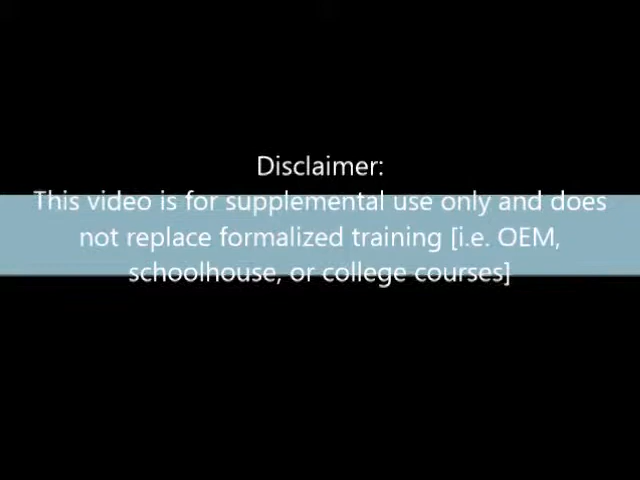 Disclaimer:
This video is for supplemental use only and does
not replace formalized training [i.e. OEM,
schoolhouse, or college courses]